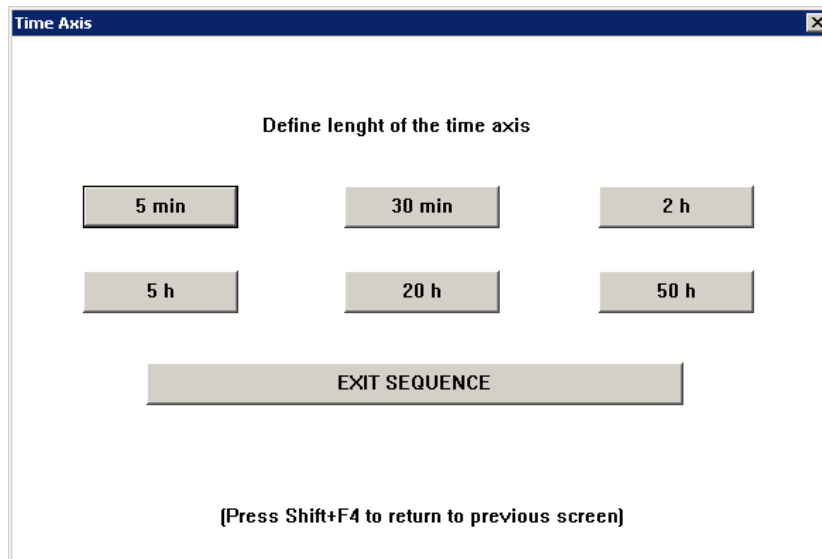 Time Axis
Define lenght of the time axis
5 min 30 min 2 h
5 h 20 h 50 h
EXIT SEQUENCE
(Press Shift+F4 to return to previous screen)